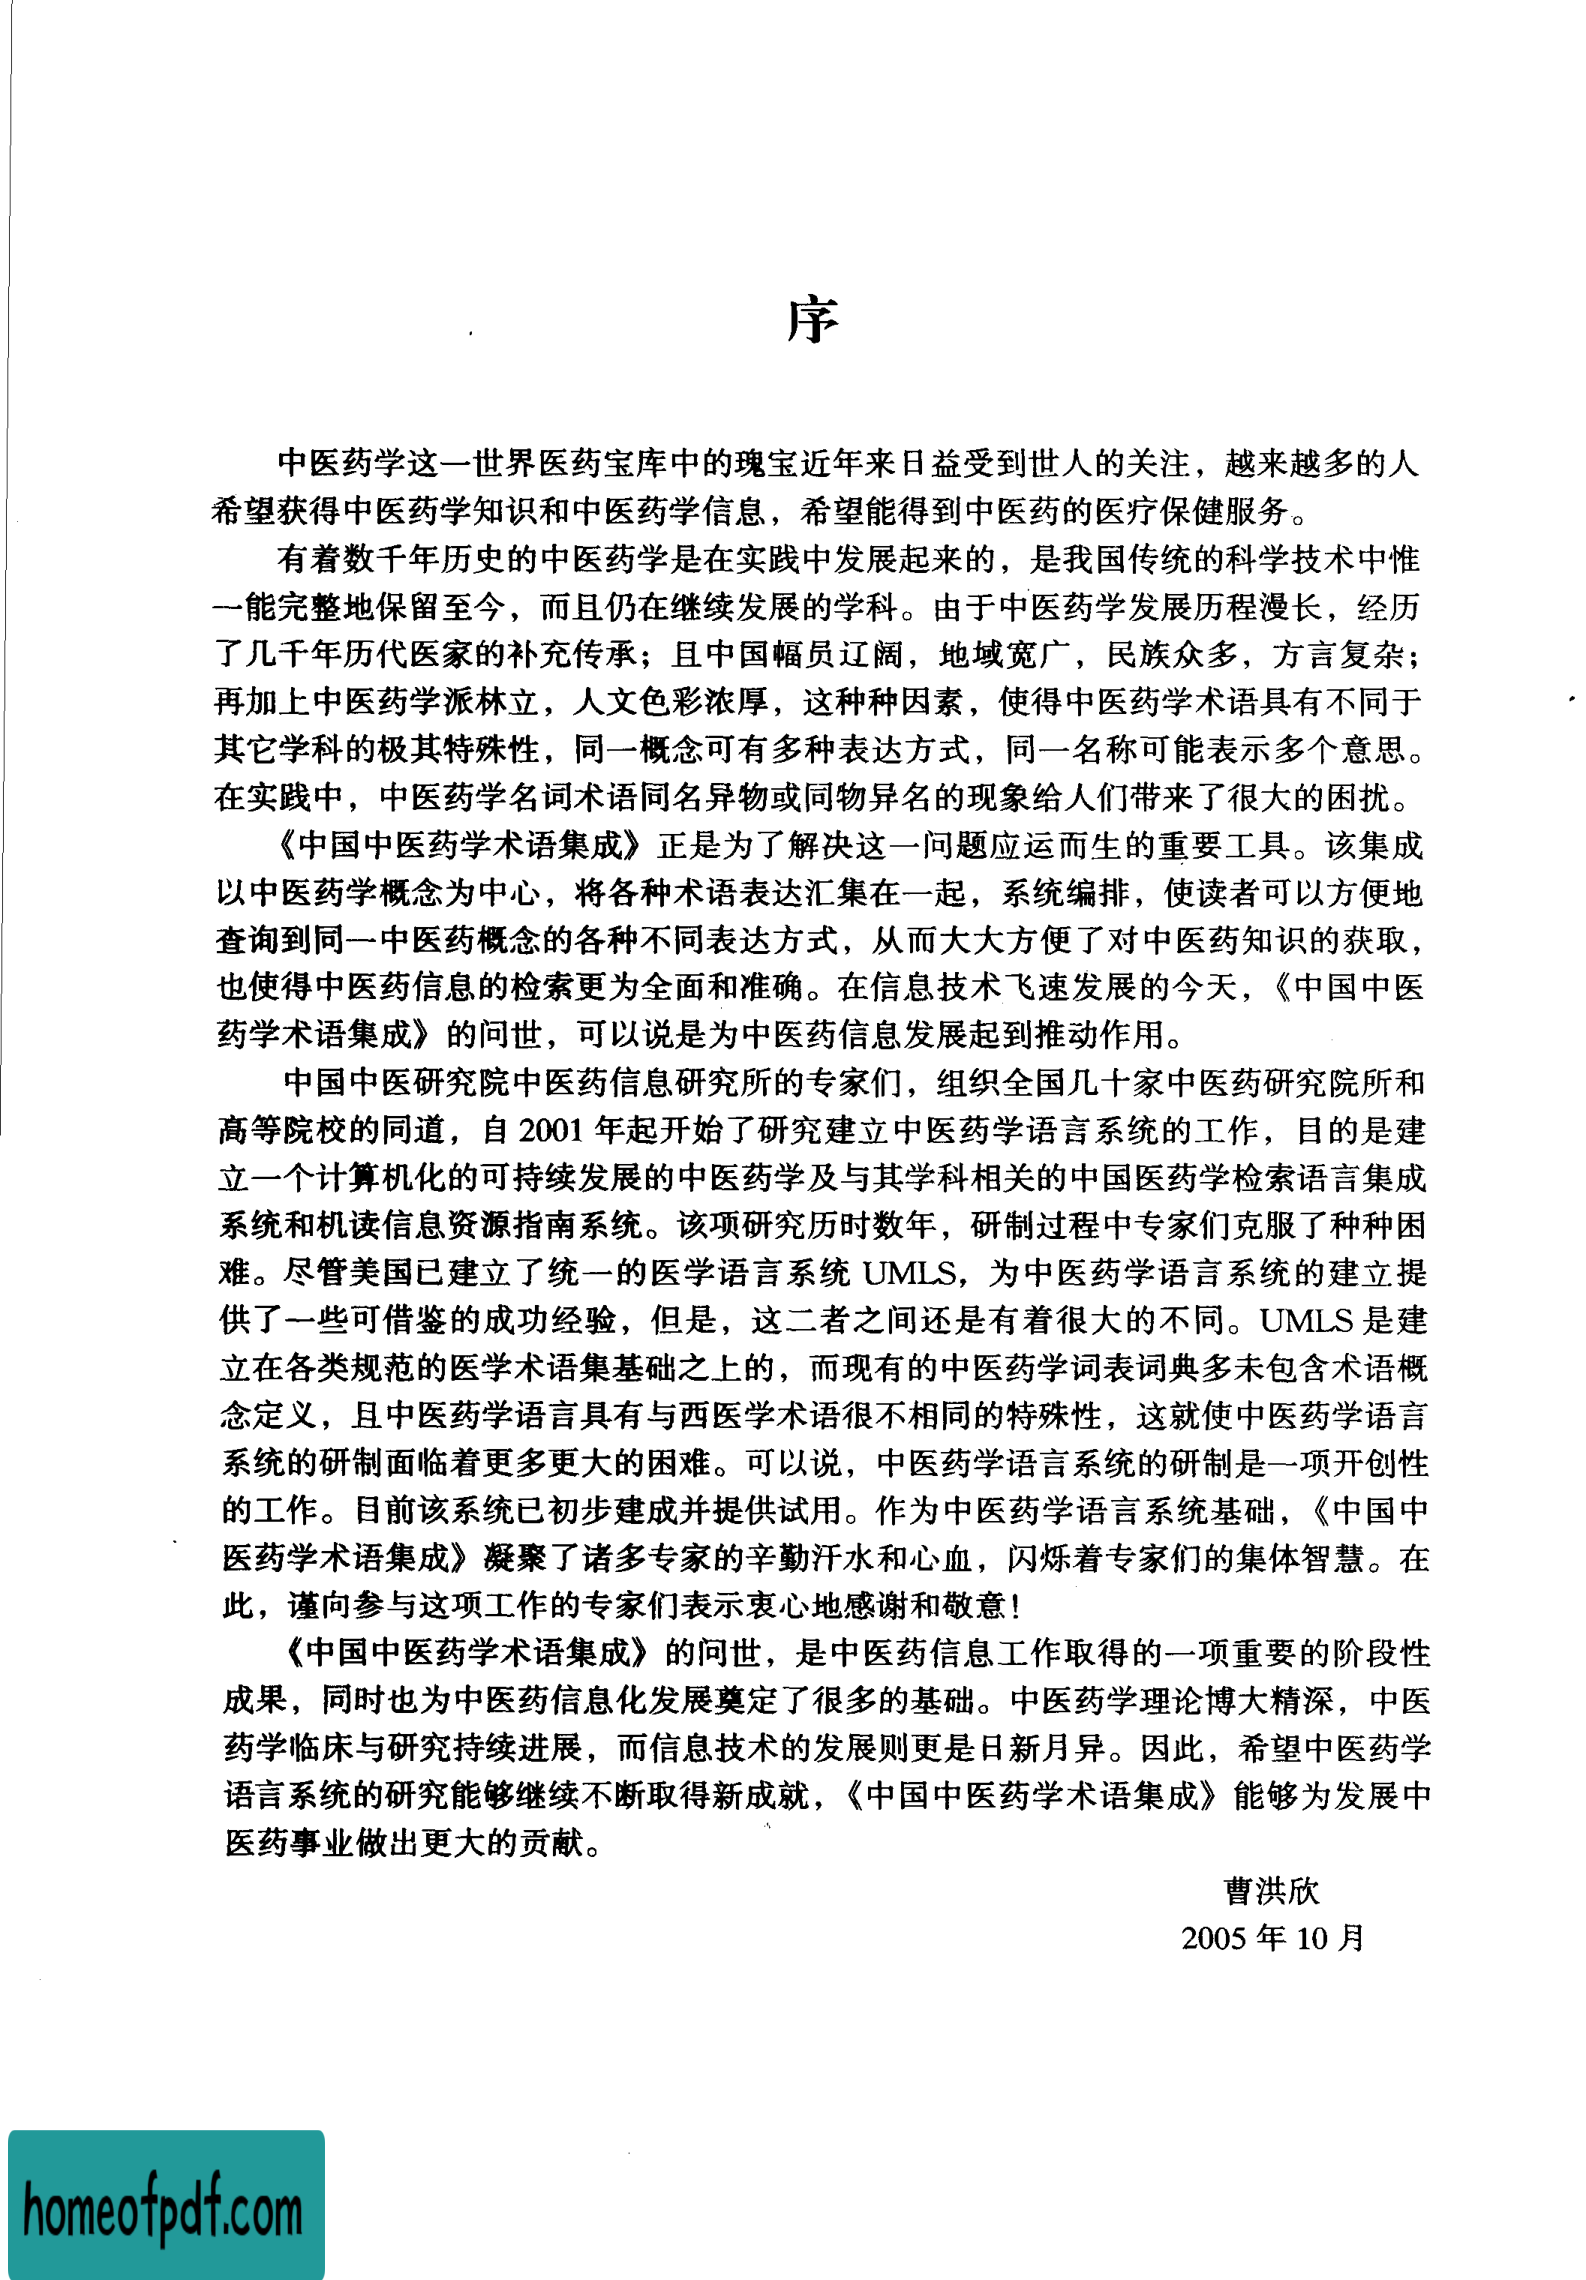 序
中医药学这一世界医药宝库中的瑰宝近年来日益受到世人的关注，越来越多的人
希望获得中医药学知识和中医药学信息，希望能得到中医药的医疗保健服务。
有着数千年历史的中医药学是在实践中发展起来的，是我国传统的科学技术中惟
一能完整地保留至今，而且仍在继续发展的学科。由于中医药学发展历程漫长，经历
了几千年历代医家的补充传承；且中国幅员辽阔，地域宽广，民族众多，方言复杂；
再加上中医药学派林立，人文色彩浓厚，这种种因素，使得中医药学术语具有不同于
其它学科的极其特殊性，同一概念可有多种表达方式，同一名称可能表示多个意思。
在实践中，中医药学名词术语同名异物或同物异名的现象给人们带来了很大的困扰。
《中国中医药学术语集成》正是为了解决这一问题应运而生的重要工具。该集成
以中医药学概念为中心，将各种术语表达汇集在一起，系统编排，使读者可以方便地
查询到同一中医药概念的各种不同表达方式，从而大大方便了对中医药知识的获取，
也使得中医药信息的检索更为全面和准确。在信息技术飞速发展的今天，《中国中医
药学术语集成》的问世，可以说是为中医药信息发展起到推动作用。
中国中医研究院中医药信息研究所的专家们，组织全国几十家中医药研究院所和
高等院校的同道，自 2001 年起开始了研究建立中医药学语言系统的工作，目的是建
立一个计算机化的可持续发展的中医药学及与其学科相关的中国医药学检索语言集成
系统和机读信息资源指南系统。该项研究历时数年，研制过程中专家们克服了种种困
难。尽管美国已建立了统一的医学语言系统 UMLS，为中医药学语言系统的建立提
供了一些可借鉴的成功经验，但是，这二者之间还是有着很大的不同。UMLS 是建
立在各类规范的医学术语集基础之上的，而现有的中医药学词表词典多未包含术语概
念定义，且中医药学语言具有与西医学术语很不相同的特殊性，这就使中医药学语言
系统的研制面临着更多更大的困难。可以说，中医药学语言系统的研制是一项开创性
的工作。目前该系统已初步建成并提供试用。作为中医药学语言系统基础，《中国中
医药学术语集成》凝聚了诸多专家的辛勤汗水和心血，闪烁着专家们的集体智慧。在
此，谨向参与这项工作的专家们表示衷心地感谢和敬意！
《中国中医药学术语集成》的问世，是中医药信息工作取得的一项重要的阶段性
成果，同时也为中医药信息化发展奠定了很多的基础。中医药学理论博大精深，中医
药学临床与研究持续进展，而信息技术的发展则更是日新月异。因此，希望中医药学
语言系统的研究能够继续不断取得新成就，《中国中医药学术语集成》能够为发展中
医药事业做出更大的贡献。
曹洪欣
2005 年 10 月
homeofpdf.com